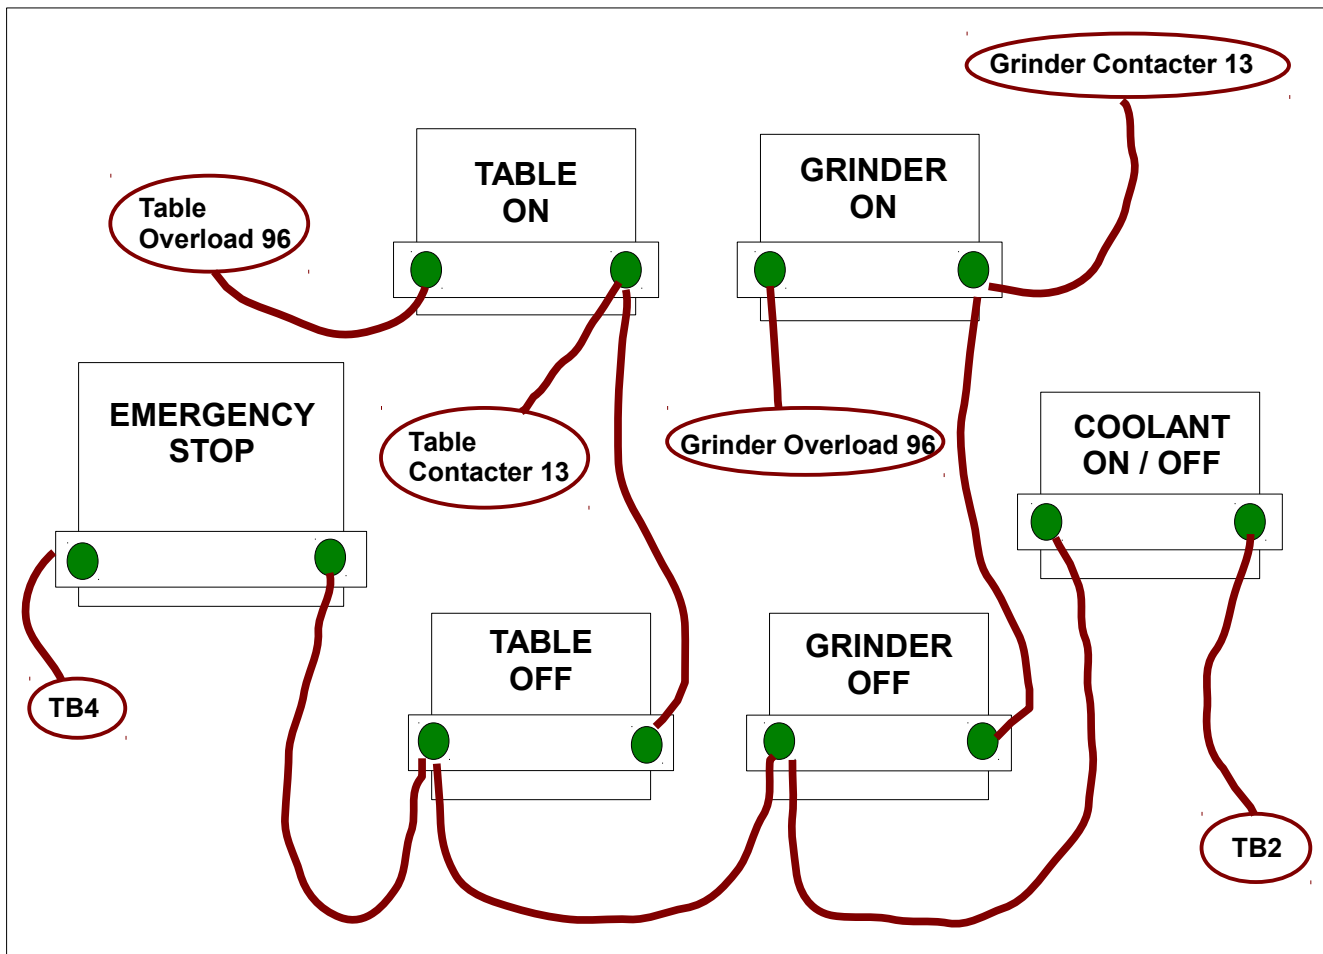 Grinder Contacter 13
TABLE
ON
GRINDER
ON
Table
Overload 96
EMERGENCY
STOP
Table
Contacter 13
Grinder Overload 96
COOLANT
ON / OFF
TABLE
OFF
GRINDER
OFF
TB4
TB2